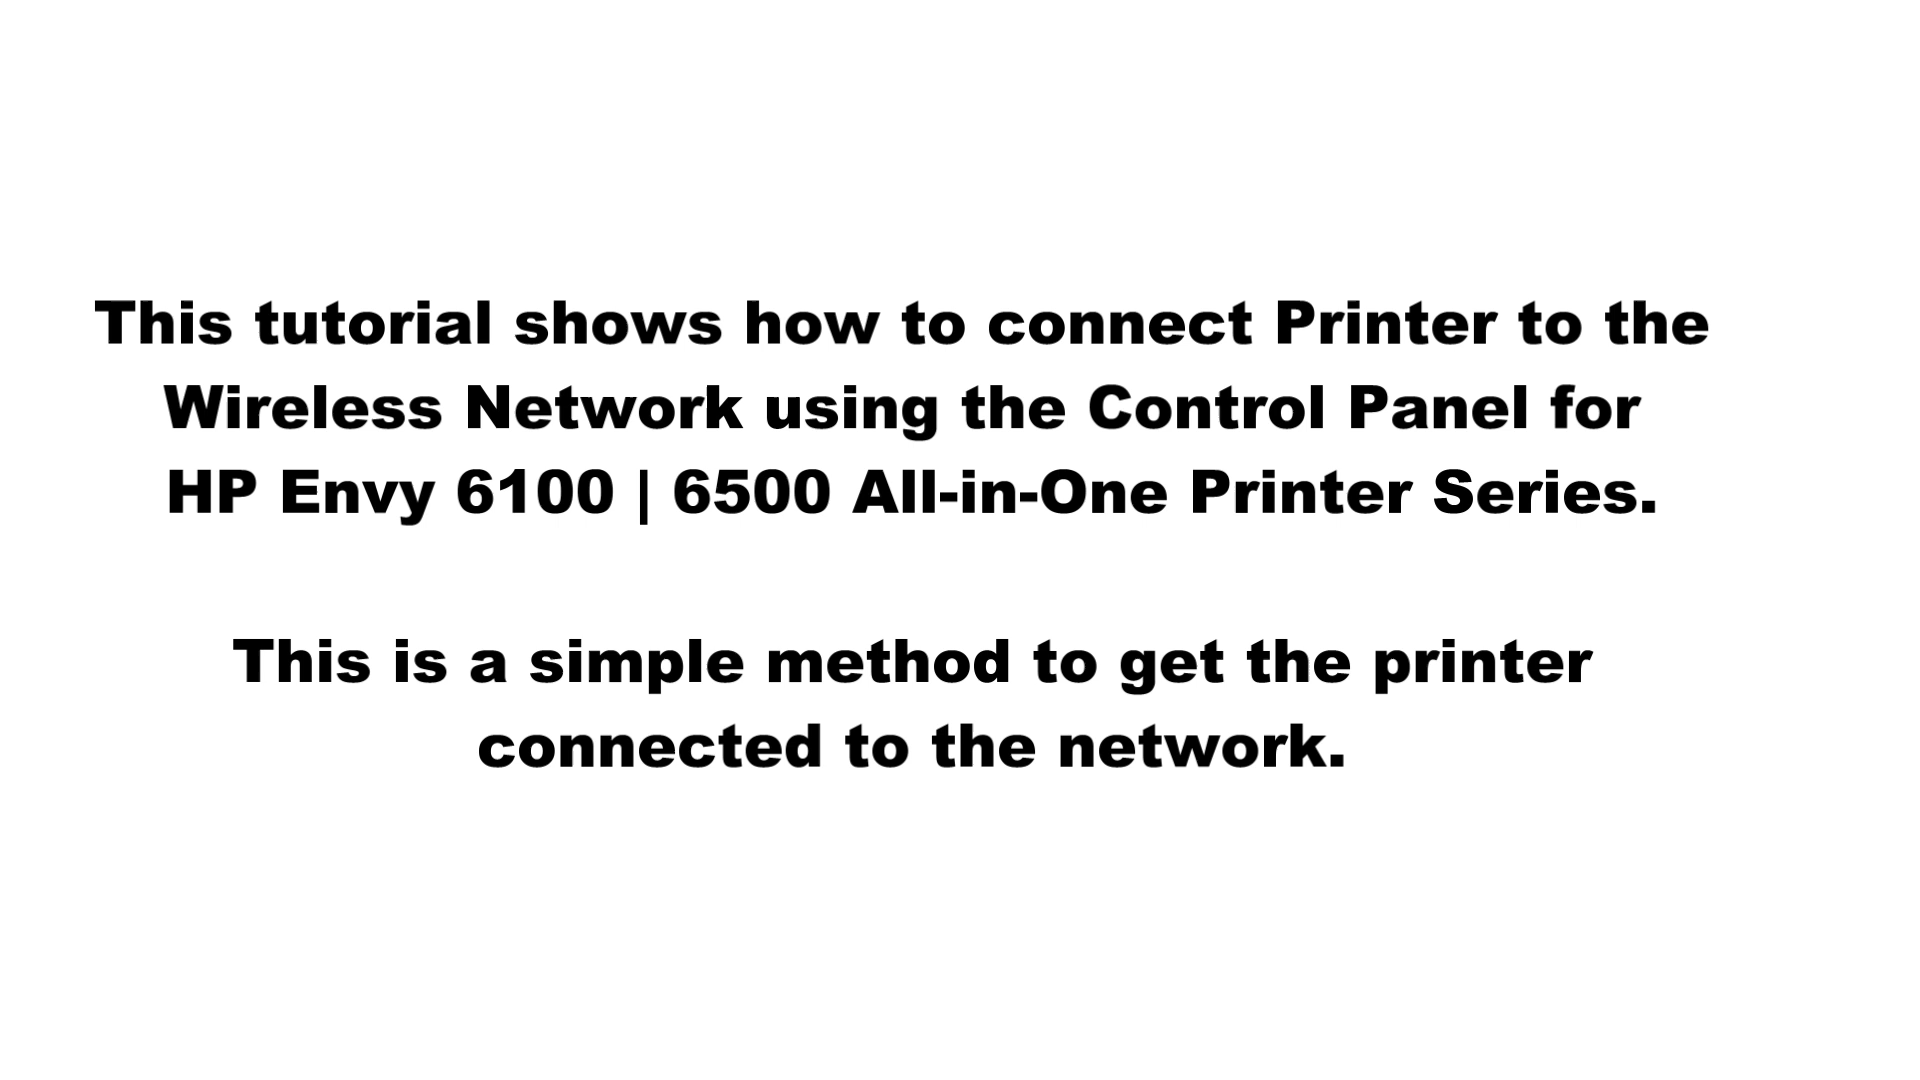 This tutorial shows how to connect Printer to the
Wireless Network using the Control Panel for
HP Envy 6100 | 6500 All-in-One Printer Series.
This is a simple method to get the printer
connected to the network.